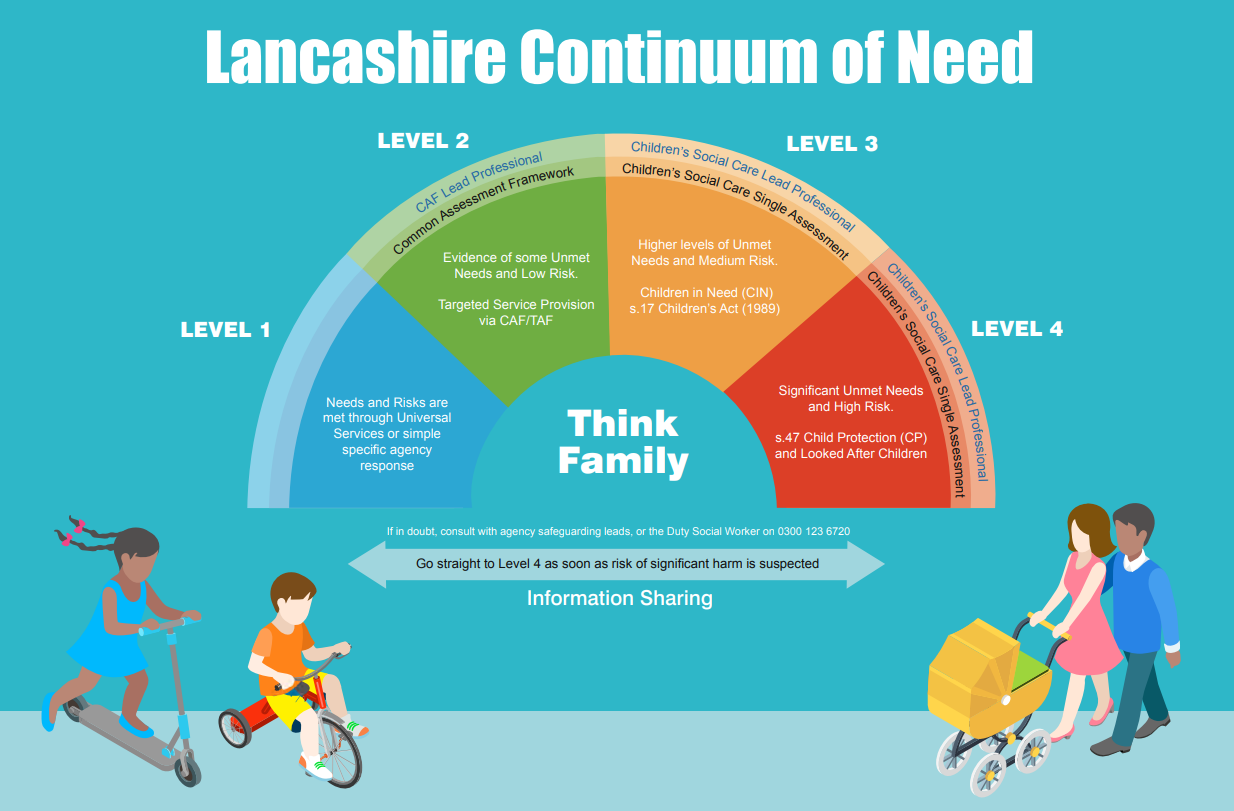 Lancashire Continuum of Need
LEVEL 1
Needs and Risks are
met through Universal
Services or simple
specific agency
response
LEVEL 2
CAF Lead Professional
Common Assessment Framework
Evidence of some Unmet
Needs and Low Risk.
Targeted Service Provision
via CAF/TAF
LEVEL 3
Children's Social Care Lead Professional
Children's Social Care Single Assessment
Higher levels of Unmet
Needs and Medium Risk.
Children in Need (CIN)
s.17 Children's Act (1989)
LEVEL 4
Children's Social Care Lead Professional
Children's Social Care Single Assessment
Significant Unmet Needs
and High Risk.
s.47 Child Protection (CP)
and Looked After Children
Think
Family
If in doubt, consult with agency safeguarding leads, or the Duty Social Worker on 0300 123 6720
Go straight to Level 4 as soon as risk of significant harm is suspected
Information Sharing